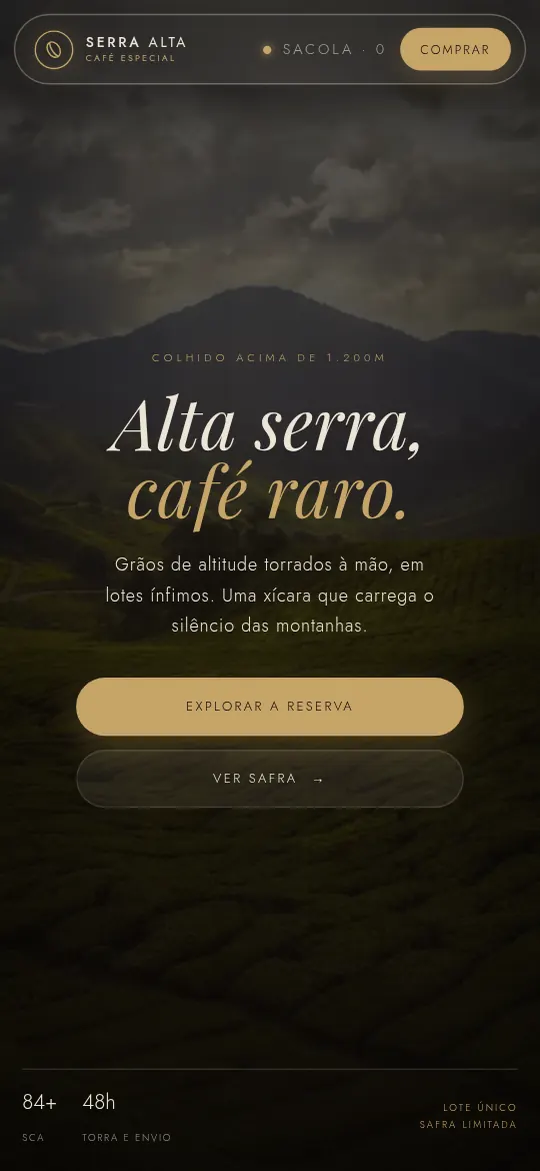 SERRA ALTA
CAFÉ ESPECIAL
SACOLA · 0
COMPRAR
COLHIDO ACIMA DE 1.200M
Alta serra,
café raro.
Grãos de altitude torrados à mão, em
lotes ínfimos. Uma xícara que carrega o
silêncio das montanhas.
EXPLORAR A RESERVA
VER SAFRA →
84+
SCA
48h
TORRA E ENVIO
LOTE ÚNICO
SAFRA LIMITADA